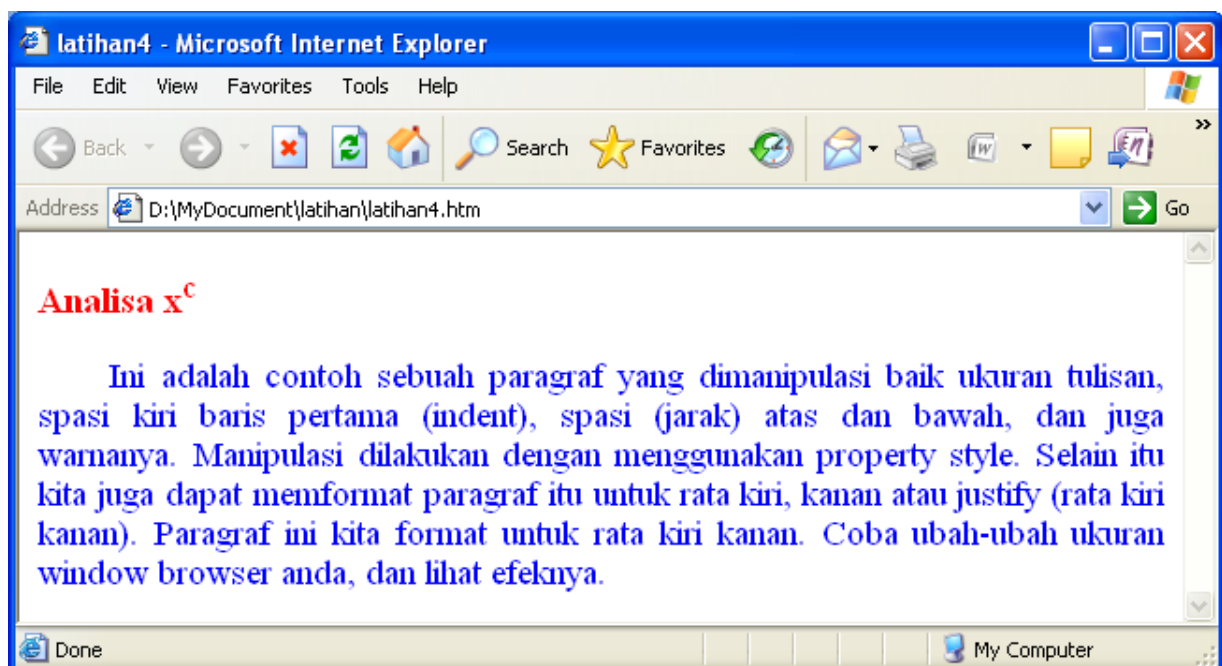 latihan4 - Microsoft Internet Explorer
File Edit View Favorites Tools Help
Back Search Favorites
Address D:\MyDocument\latihan\latihan4.htm Go
Analisa xᶜ
Ini adalah contoh sebuah paragraf yang dimanipulasi baik ukuran tulisan,
spasi kiri baris pertama (indent), spasi (jarak) atas dan bawah, dan juga
warnanya. Manipulasi dilakukan dengan menggunakan property style. Selain itu
kita juga dapat memformat paragraf itu untuk rata kiri, kanan atau justify (rata kiri
kanan). Paragraf ini kita format untuk rata kiri kanan. Coba ubah-ubah ukuran
window browser anda, dan lihat efeknya.
Done My Computer